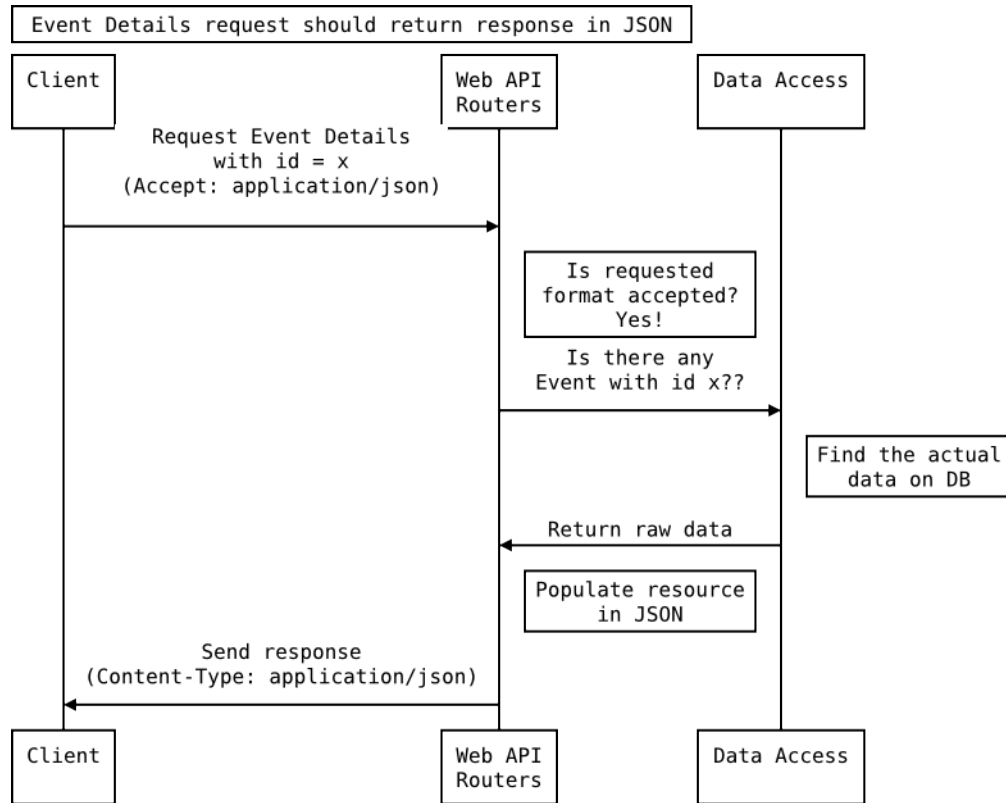 Event Details request should return response in JSON
Client
Web API
Routers
Data Access
Request Event Details
with id = x
(Accept: application/json)
Is requested
format accepted?
Yes!
Is there any
Event with id x??
Find the actual
data on DB
Return raw data
Populate resource
in JSON
Send response
(Content-Type: application/json)
Client
Web API
Routers
Data Access